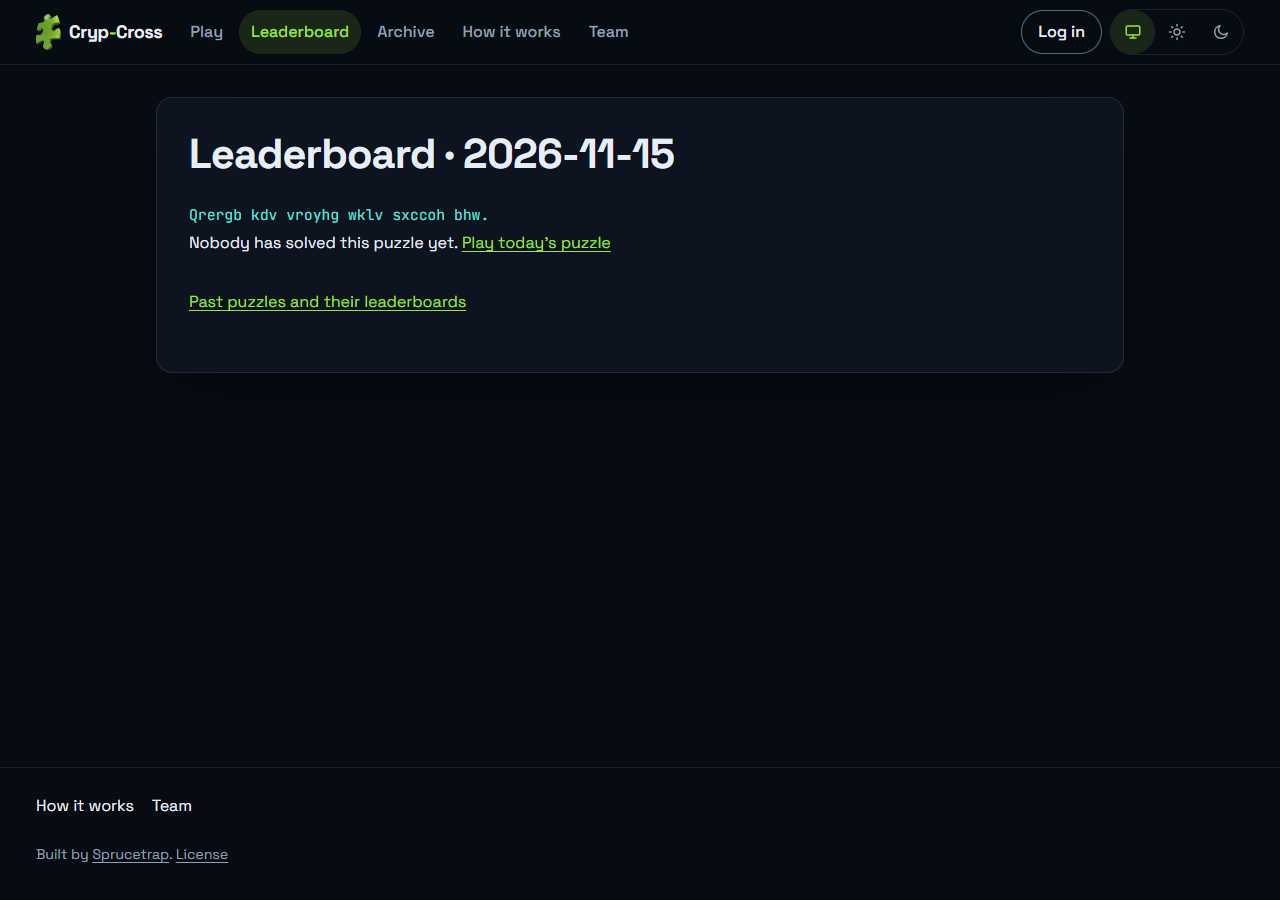 Cryp-Cross Play Leaderboard Archive How it works Team Log in
Leaderboard · 2026-11-15
Qrergb kdv vroyhg wklv sxccoh bhw.
Nobody has solved this puzzle yet. Play today's puzzle
Past puzzles and their leaderboards
How it works Team
Built by Sprucetrap. License